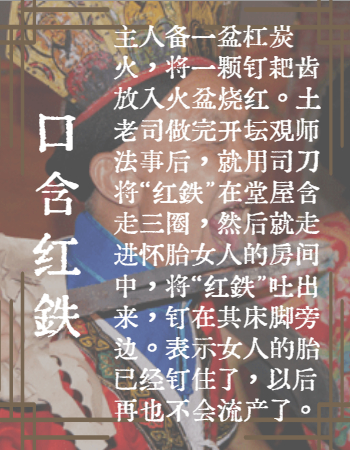 口含红鉄
主人备一盆杠炭
火，将一颗钉耙齿
放入火盆烧红。土
老司做完开坛观师
法事后，就用司刀
将“红鉄”在堂屋含
走三圈，然后就走
进怀胎女人的房间
中，将“红鉄”吐出
来，钉在其床脚旁
边。表示女人的胎
已经钉住了，以后
再也不会流产了。